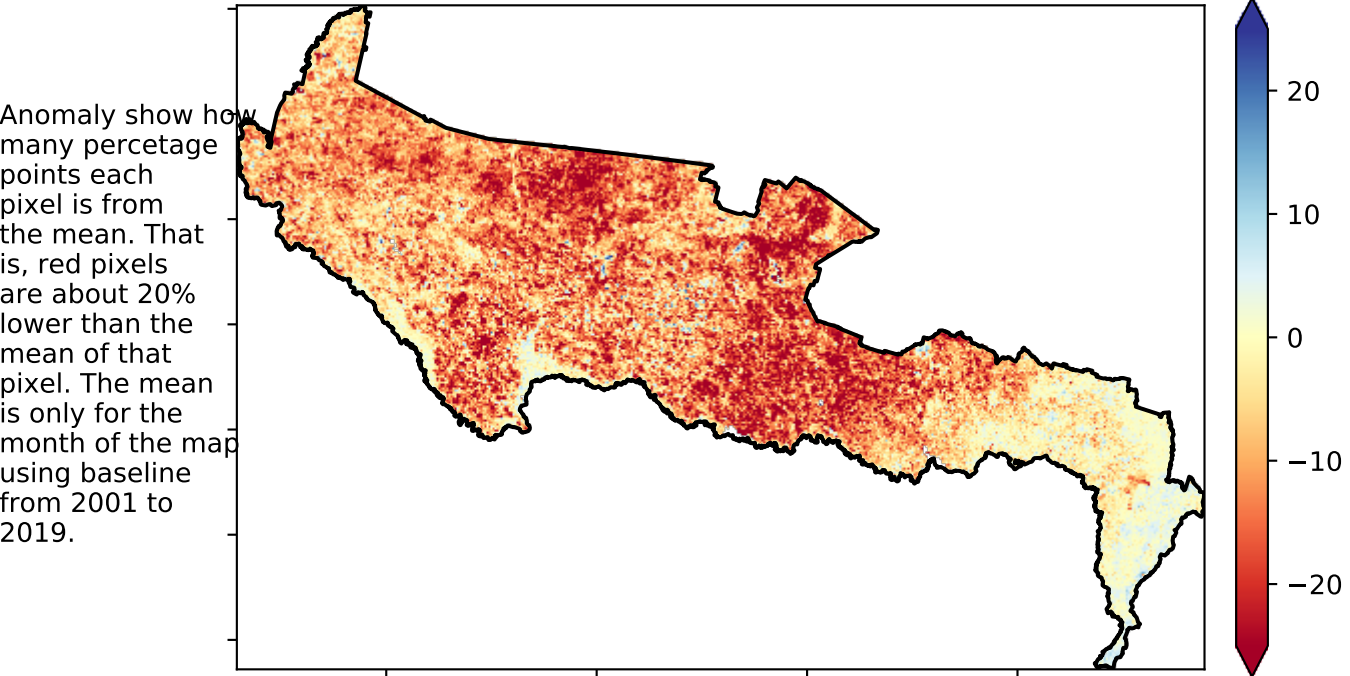 Anomaly show how
many percetage
points each
pixel is from
the mean. That
is, red pixels
are about 20%
lower than the
mean of that
pixel. The mean
is only for the
month of the map
using baseline
from 2001 to
2019.
20
10
0
−10
−20